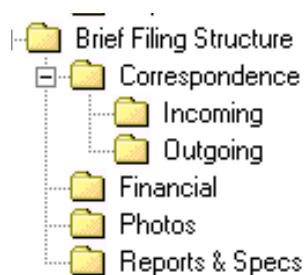 Brief Filing Structure
Correspondence
Incoming
Outgoing
Financial
Photos
Reports & Specs